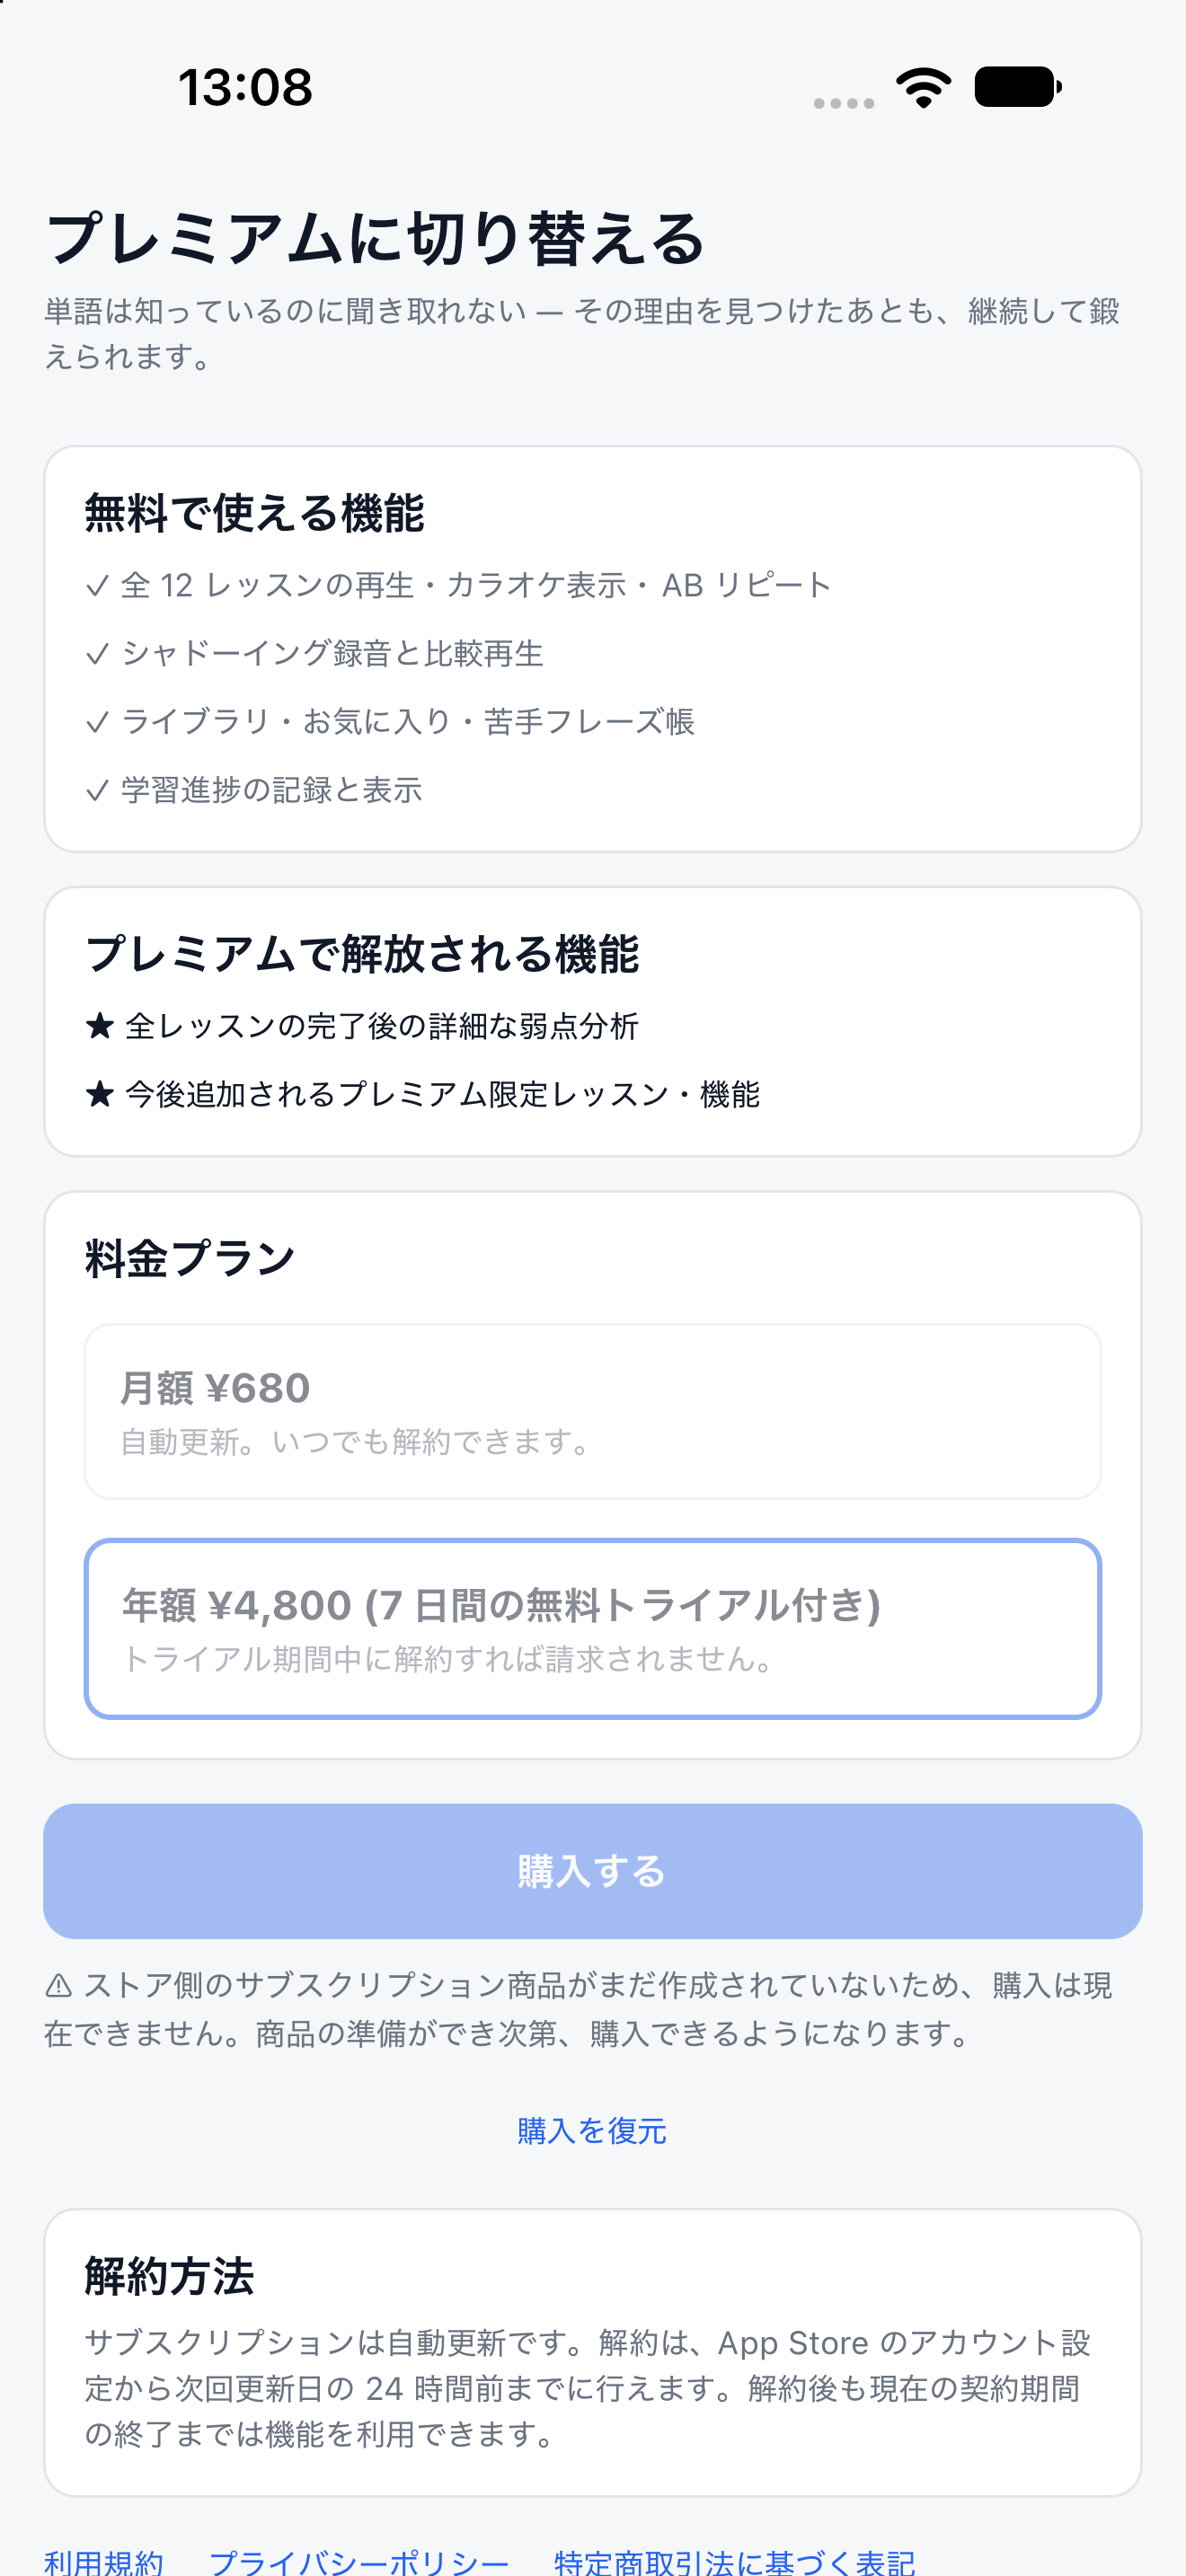 13:08
プレミアムに切り替える
単語は知っているのに聞き取れない — その理由を見つけたあとも、継続して鍛
えられます。
無料で使える機能
✓ 全 12 レッスンの再生・カラオケ表示・AB リピート
✓ シャドーイング録音と比較再生
✓ ライブラリ・お気に入り・苦手フレーズ帳
✓ 学習進捗の記録と表示
プレミアムで解放される機能
★ 全レッスンの完了後の詳細な弱点分析
★ 今後追加されるプレミアム限定レッスン・機能
料金プラン
月額 ¥680
自動更新。いつでも解約できます。
年額 ¥4,800 (7 日間の無料トライアル付き)
トライアル期間中に解約すれば請求されません。
購入する
⚠ ストア側のサブスクリプション商品がまだ作成されていないため、購入は現
在できません。商品の準備ができ次第、購入できるようになります。
購入を復元
解約方法
サブスクリプションは自動更新です。解約は、App Store のアカウント設
定から次回更新日の 24 時間前までに行えます。解約後も現在の契約期間
の終了までは機能を利用できます。
利用規約 プライバシーポリシー 特定商取引法に基づく表記